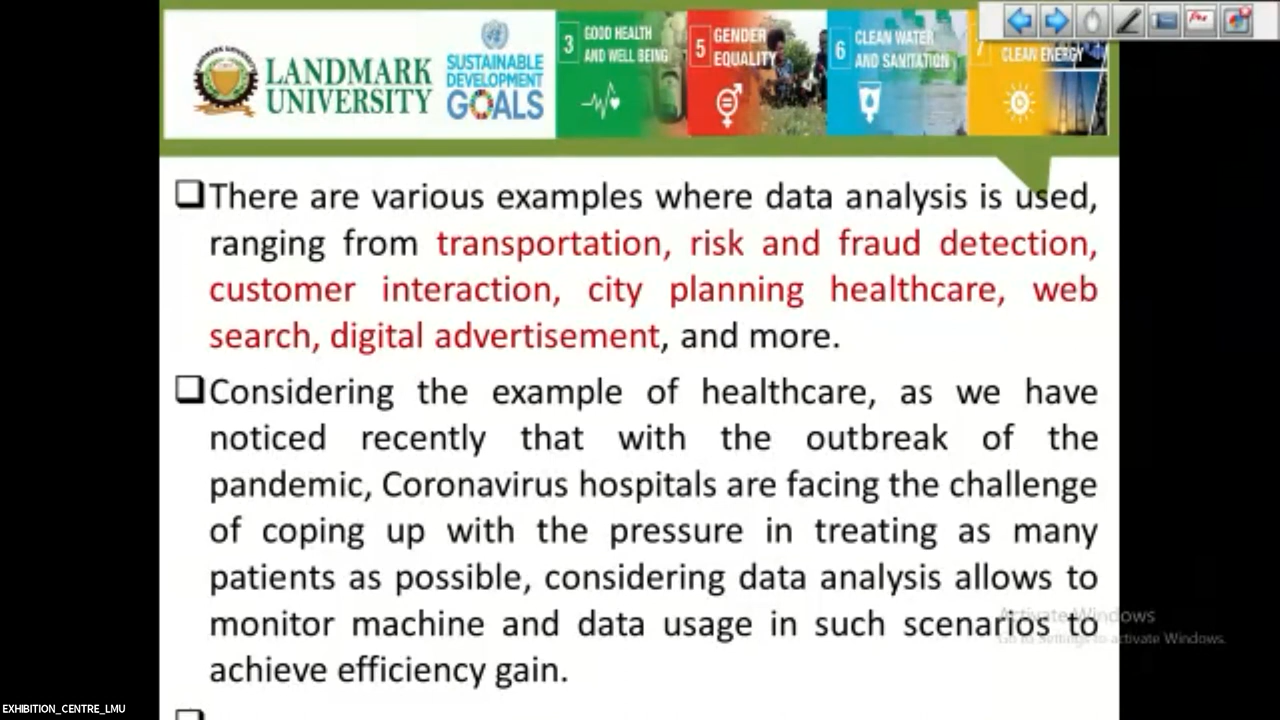 LANDMARK
UNIVERSITY
SUSTAINABLE
DEVELOPMENT
GOALS
3 GOOD HEALTH
AND WELL BEING
5 GENDER
EQUALITY
6 CLEAN WATER
AND SANITATION
7
CLEAN ENERGY
There are various examples where data analysis is used,
ranging from transportation, risk and fraud detection,
customer interaction, city planning healthcare, web
search, digital advertisement, and more.
Considering the example of healthcare, as we have
noticed recently that with the outbreak of the
pandemic, Coronavirus hospitals are facing the challenge
of coping up with the pressure in treating as many
patients as possible, considering data analysis allows to
monitor machine and data usage in such scenarios to
achieve efficiency gain.
Activate Windows
Go to Settings to activate Windows.
EXHIBITION_CENTRE_LMU